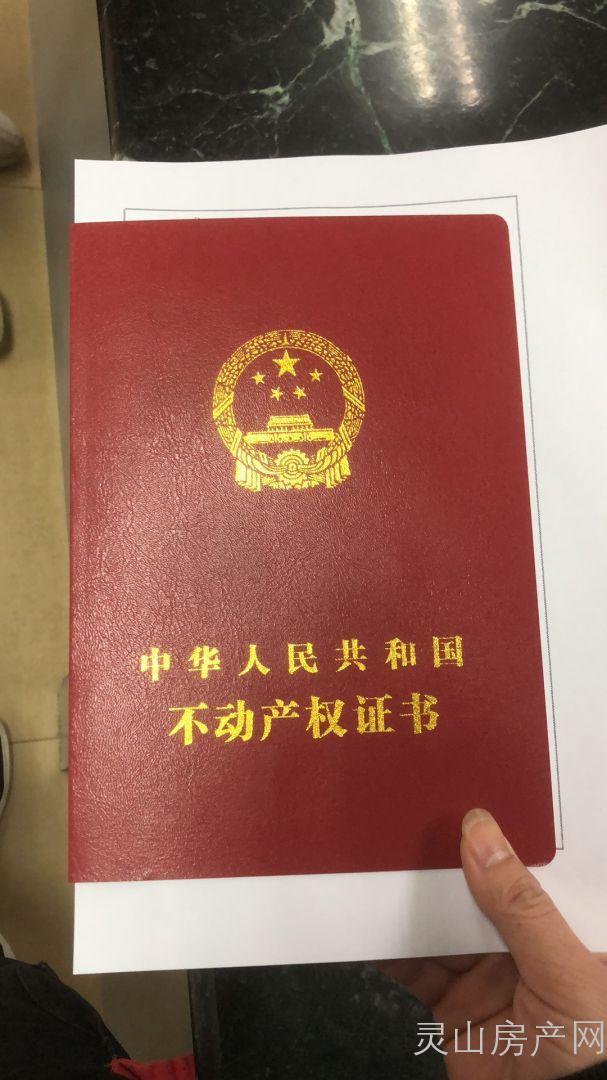 中华人民共和国
不动产权证书
灵山房产网